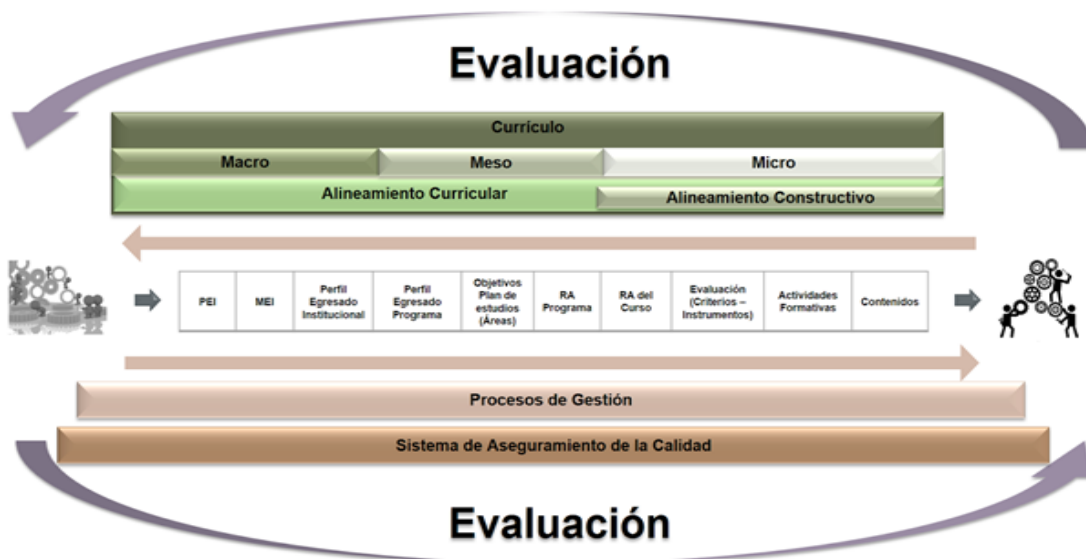 Evaluación
Currículo
Macro
Meso
Micro
Alineamiento Curricular
Alineamiento Constructivo
PEI
MEI
Perfil
Egresado
Institucional
Perfil
Egresado
Programa
Objetivos
Plan de
estudios
(Áreas)
RA
Programa
RA del
Curso
Evaluación
(Criterios –
Instrumentos)
Actividades
Formativas
Contenidos
Procesos de Gestión
Sistema de Aseguramiento de la Calidad
Evaluación